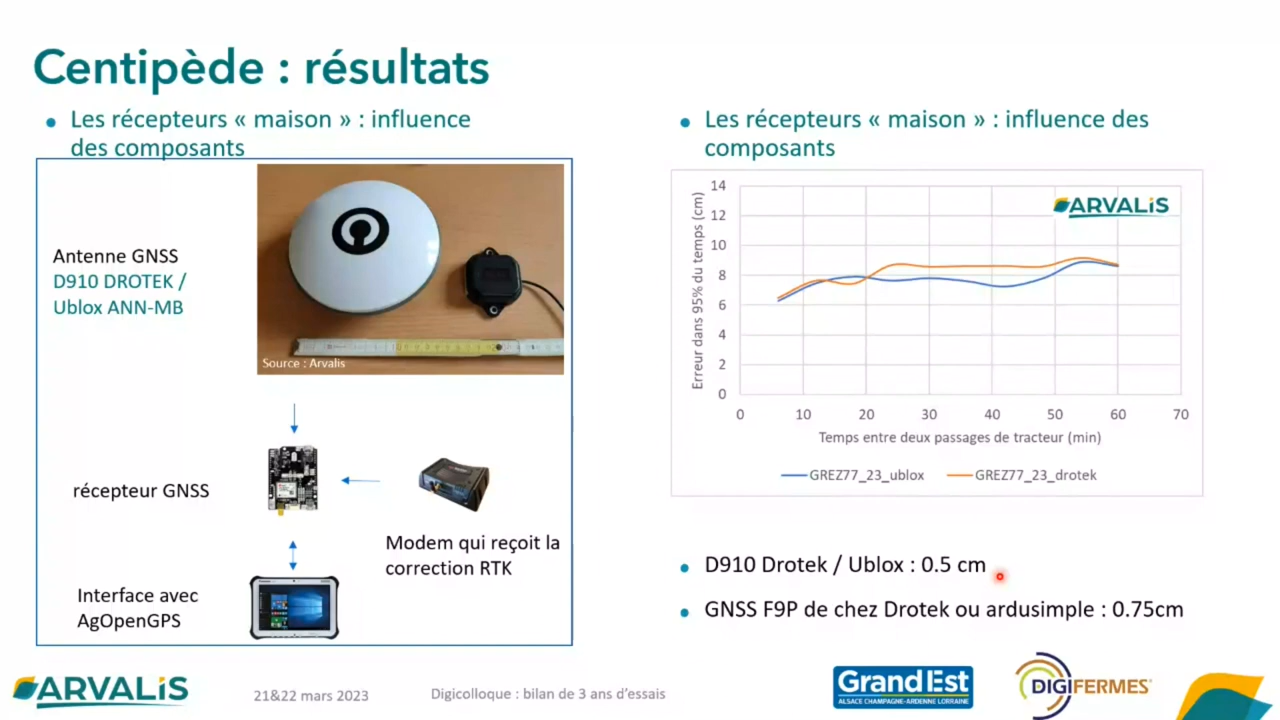 Centipède : résultats
• Les récepteurs « maison » : influence
des composants
Antenne GNSS
D910 DROTEK /
Ublox ANN-MB
Source : Arvalis
récepteur GNSS
Modem qui reçoit la
correction RTK
Interface avec
AgOpenGPS
• Les récepteurs « maison » : influence des
composants
ARVALIS
Erreur dans 95% du temps (cm)
14
12
10
8
6
4
2
0
0 10 20 30 40 50 60 70
Temps entre deux passages de tracteur (min)
GREZ77_23_ublox GREZ77_23_drotek
• D910 Drotek / Ublox : 0.5 cm
• GNSS F9P de chez Drotek ou ardusimple : 0.75cm
ARVALIS
21&22 mars 2023
Digicolloque : bilan de 3 ans d'essais
GrandEst
ALSACE CHAMPAGNE-ARDENNE LORRAINE
DIGIFERMES